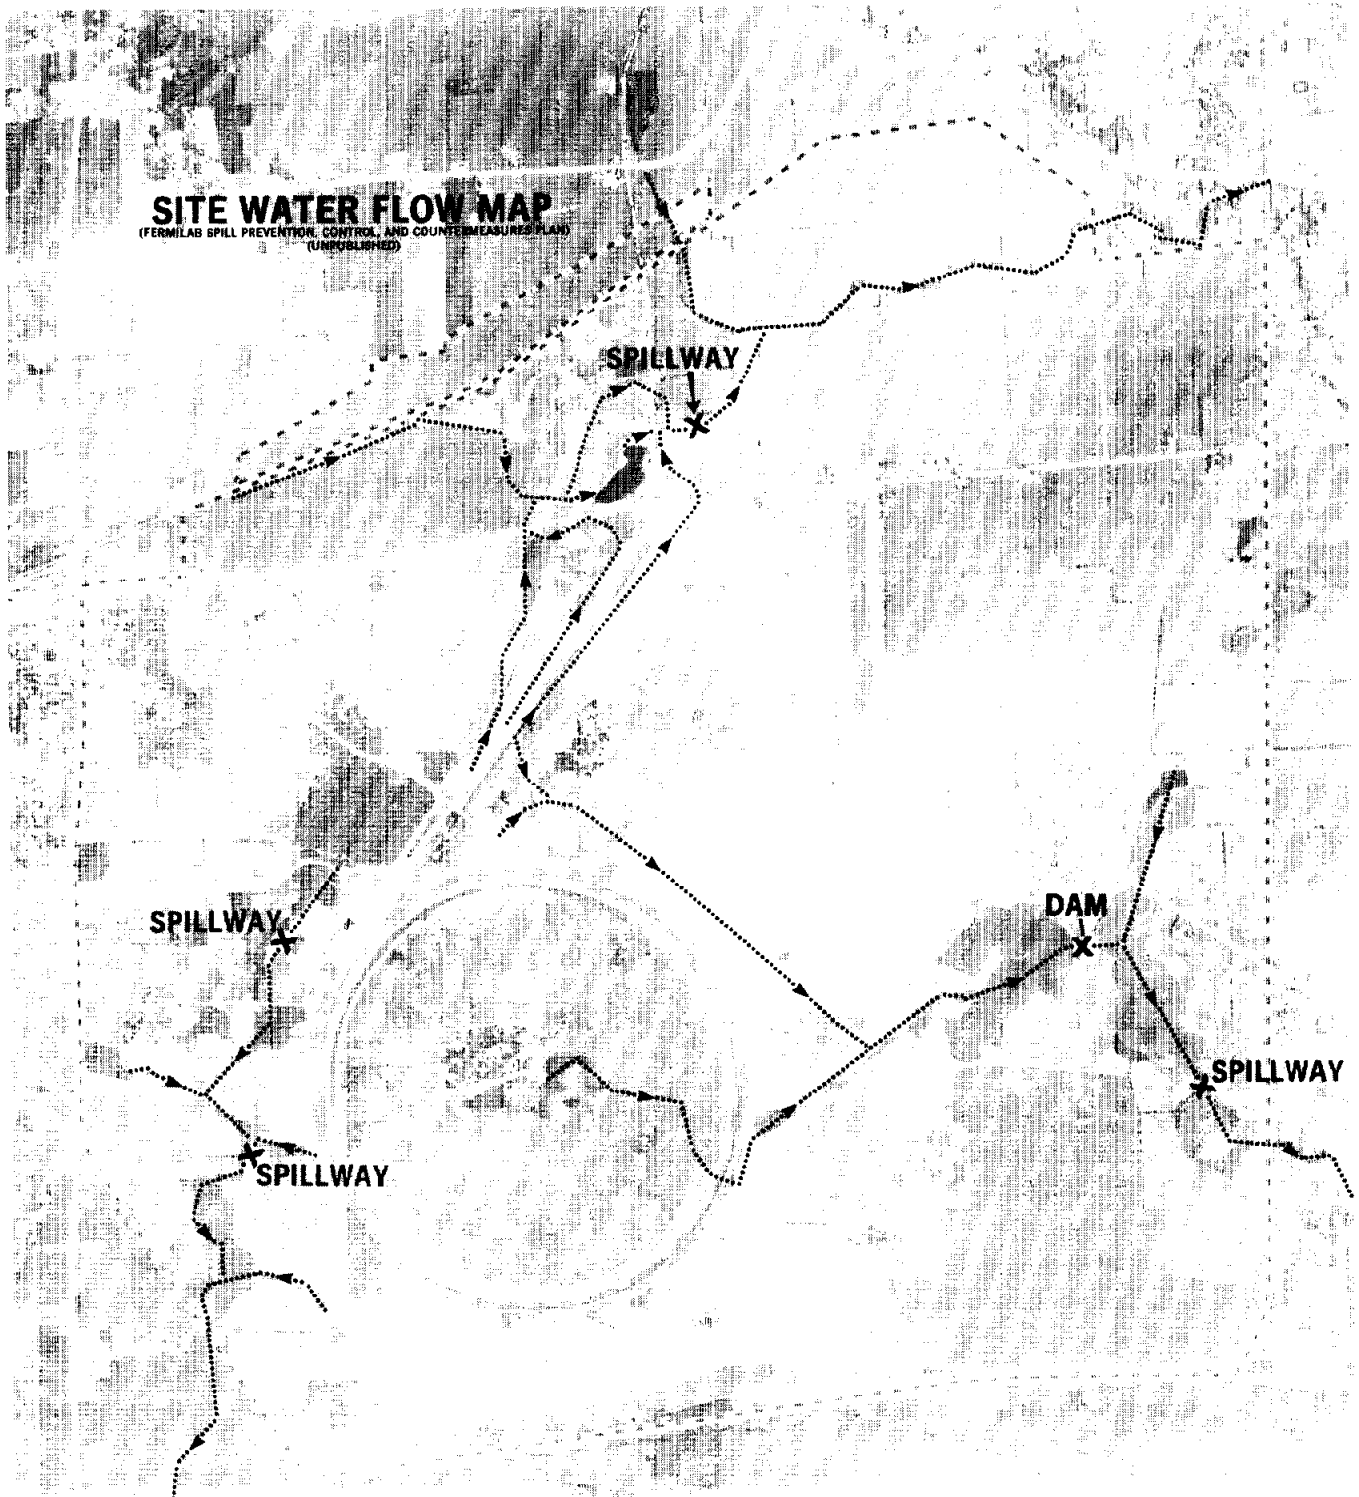 SITE WATER FLOW MAP
(FERMILAB SPILL PREVENTION, CONTROL, AND COUNTERMEASURES PLAN)
(UNPUBLISHED)
SPILLWAY
SPILLWAY
DAM
SPILLWAY
SPILLWAY